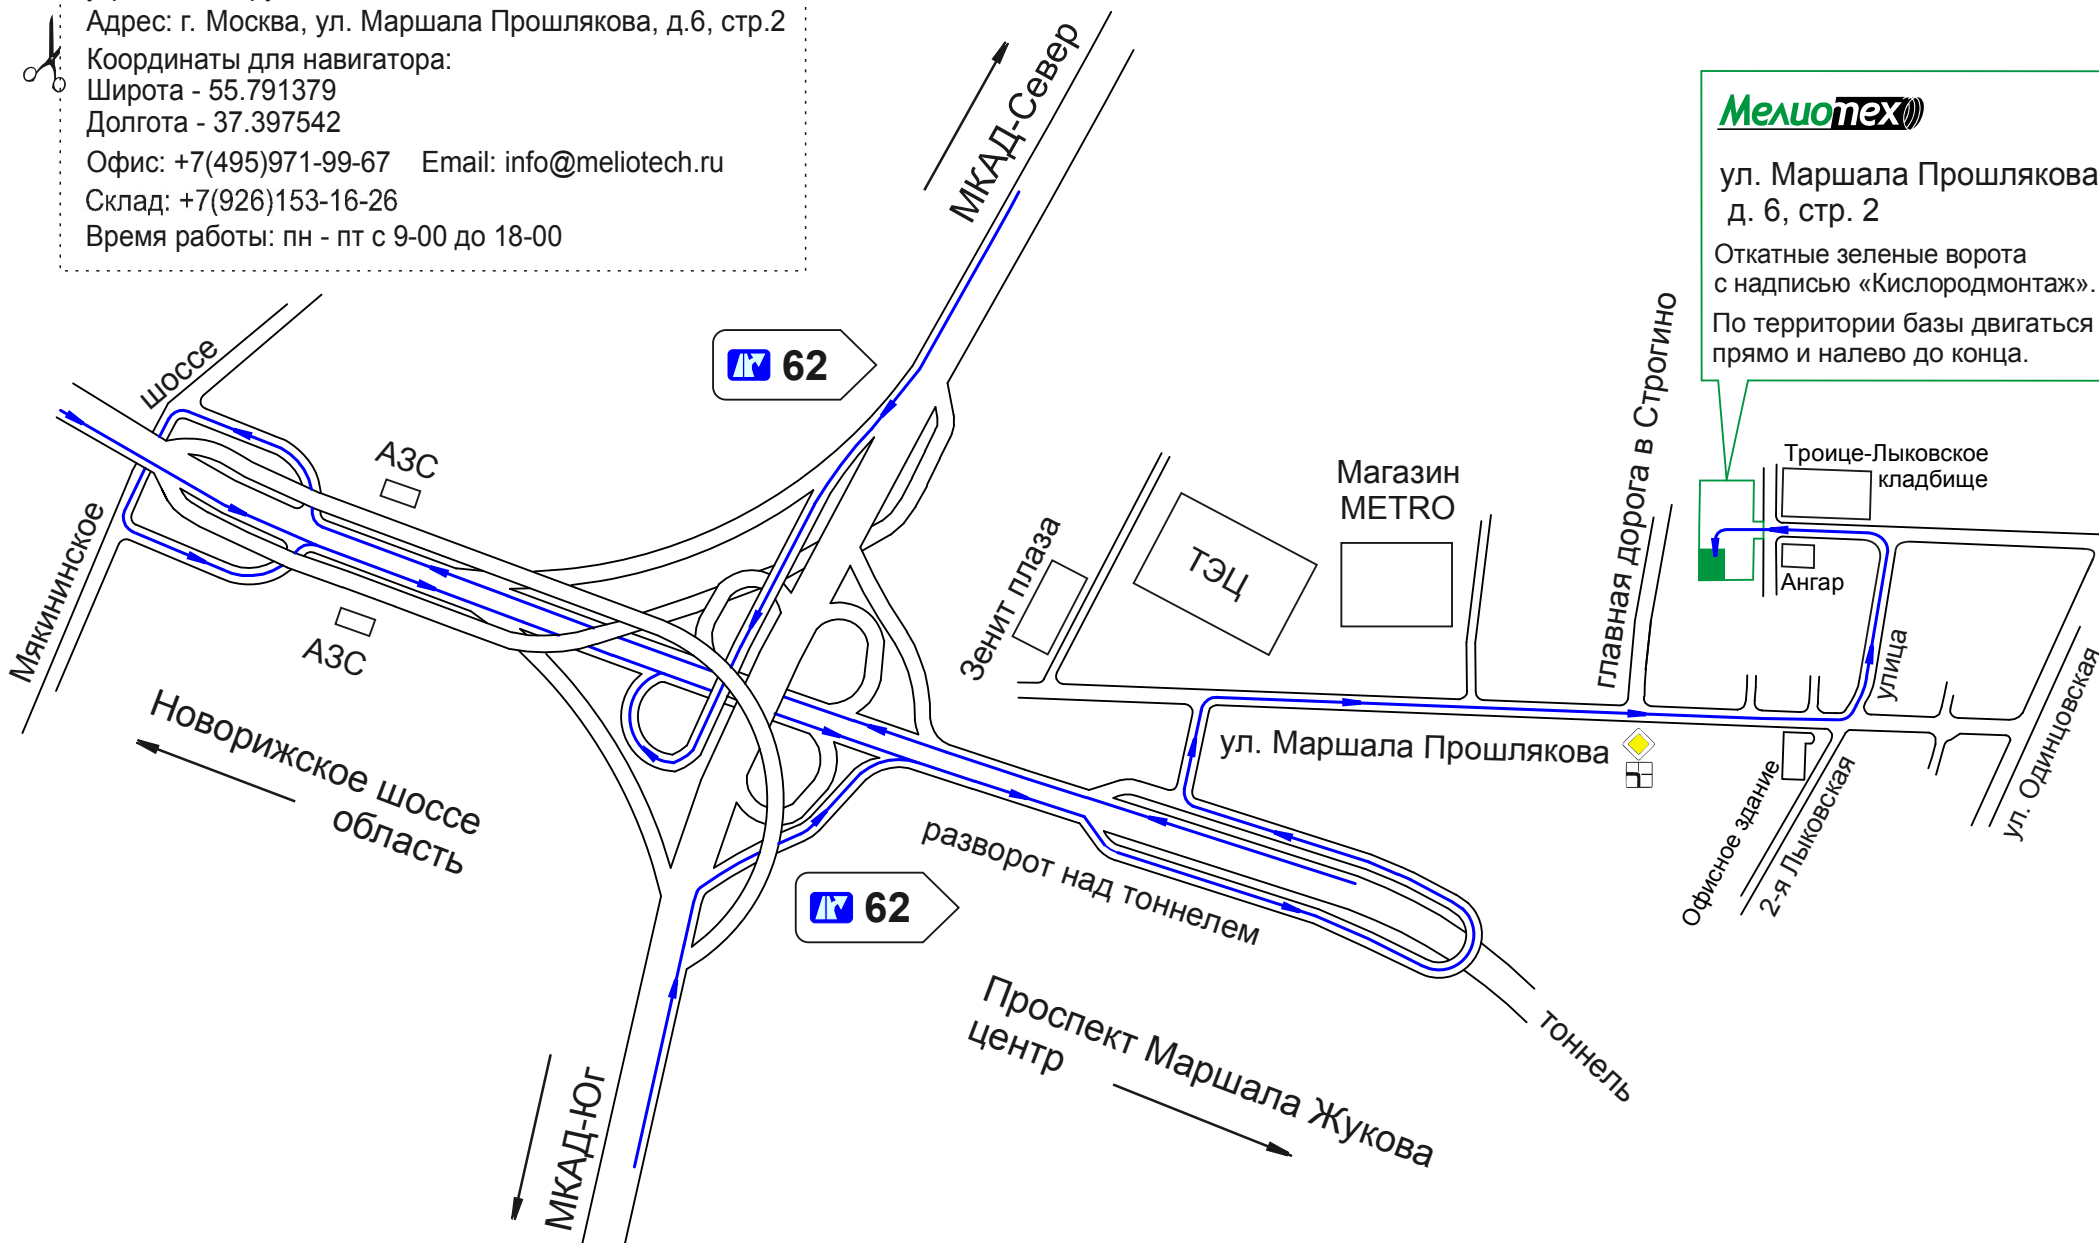 Адрес: г. Москва, ул. Маршала Прошлякова, д.6, стр.2
Координаты для навигатора:
Широта - 55.791379
Долгота - 37.397542
Офис: +7(495)971-99-67 Email: info@meliotech.ru
Склад: +7(926)153-16-26
Время работы: пн - пт с 9-00 до 18-00
МКАД-Север
Мелиотех
ул. Маршала Прошлякова
д. 6, стр. 2
Откатные зеленые ворота
с надписью «Кислородмонтаж».
По территории базы двигаться
прямо и налево до конца.
62
шоссе
АЗС
Мякининское
АЗС
Новорижское шоссе
область
Зенит плаза
ТЭЦ
Магазин
METRO
главная дорога в Строгино
Троице-Лыковское
кладбище
Ангар
улица
ул. Одинцовская
ул. Маршала Прошлякова
Офисное здание
2-я Лыковская
разворот над тоннелем
62
Проспект Маршала Жукова
центр
тоннель
МКАД-Юг